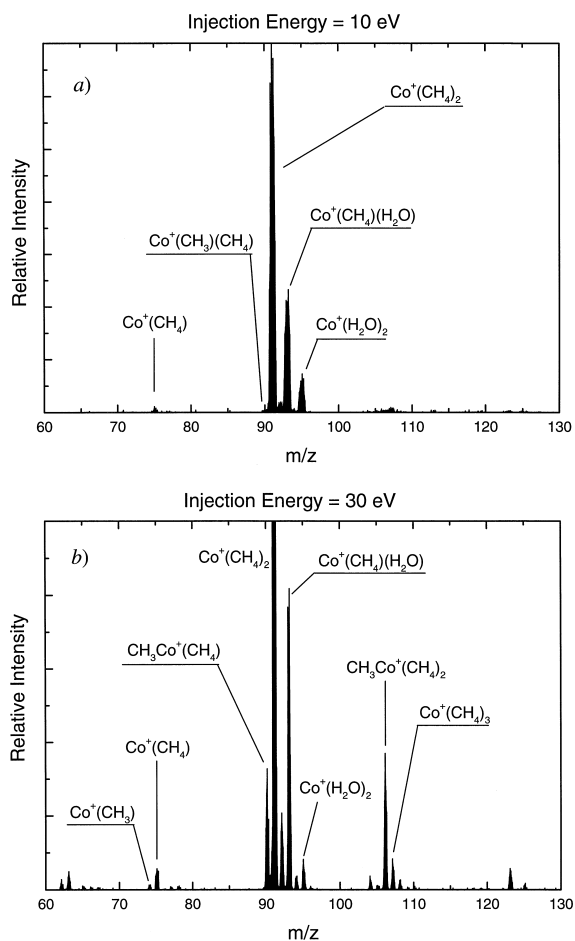 Injection Energy = 10 eV
a)
Co⁺(CH₄)₂
Co⁺(CH₄)(H₂O)
Co⁺(CH₃)(CH₄)
Co⁺(CH₄)
Co⁺(H₂O)₂
Relative Intensity
60 70 80 90 100 110 120 130
m/z
Injection Energy = 30 eV
b)
Co⁺(CH₄)₂
Co⁺(CH₄)(H₂O)
CH₃Co⁺(CH₄)
CH₃Co⁺(CH₄)₂
Co⁺(CH₄)₃
Co⁺(CH₄)
Co⁺(H₂O)₂
Co⁺(CH₃)
Relative Intensity
60 70 80 90 100 110 120 130
m/z